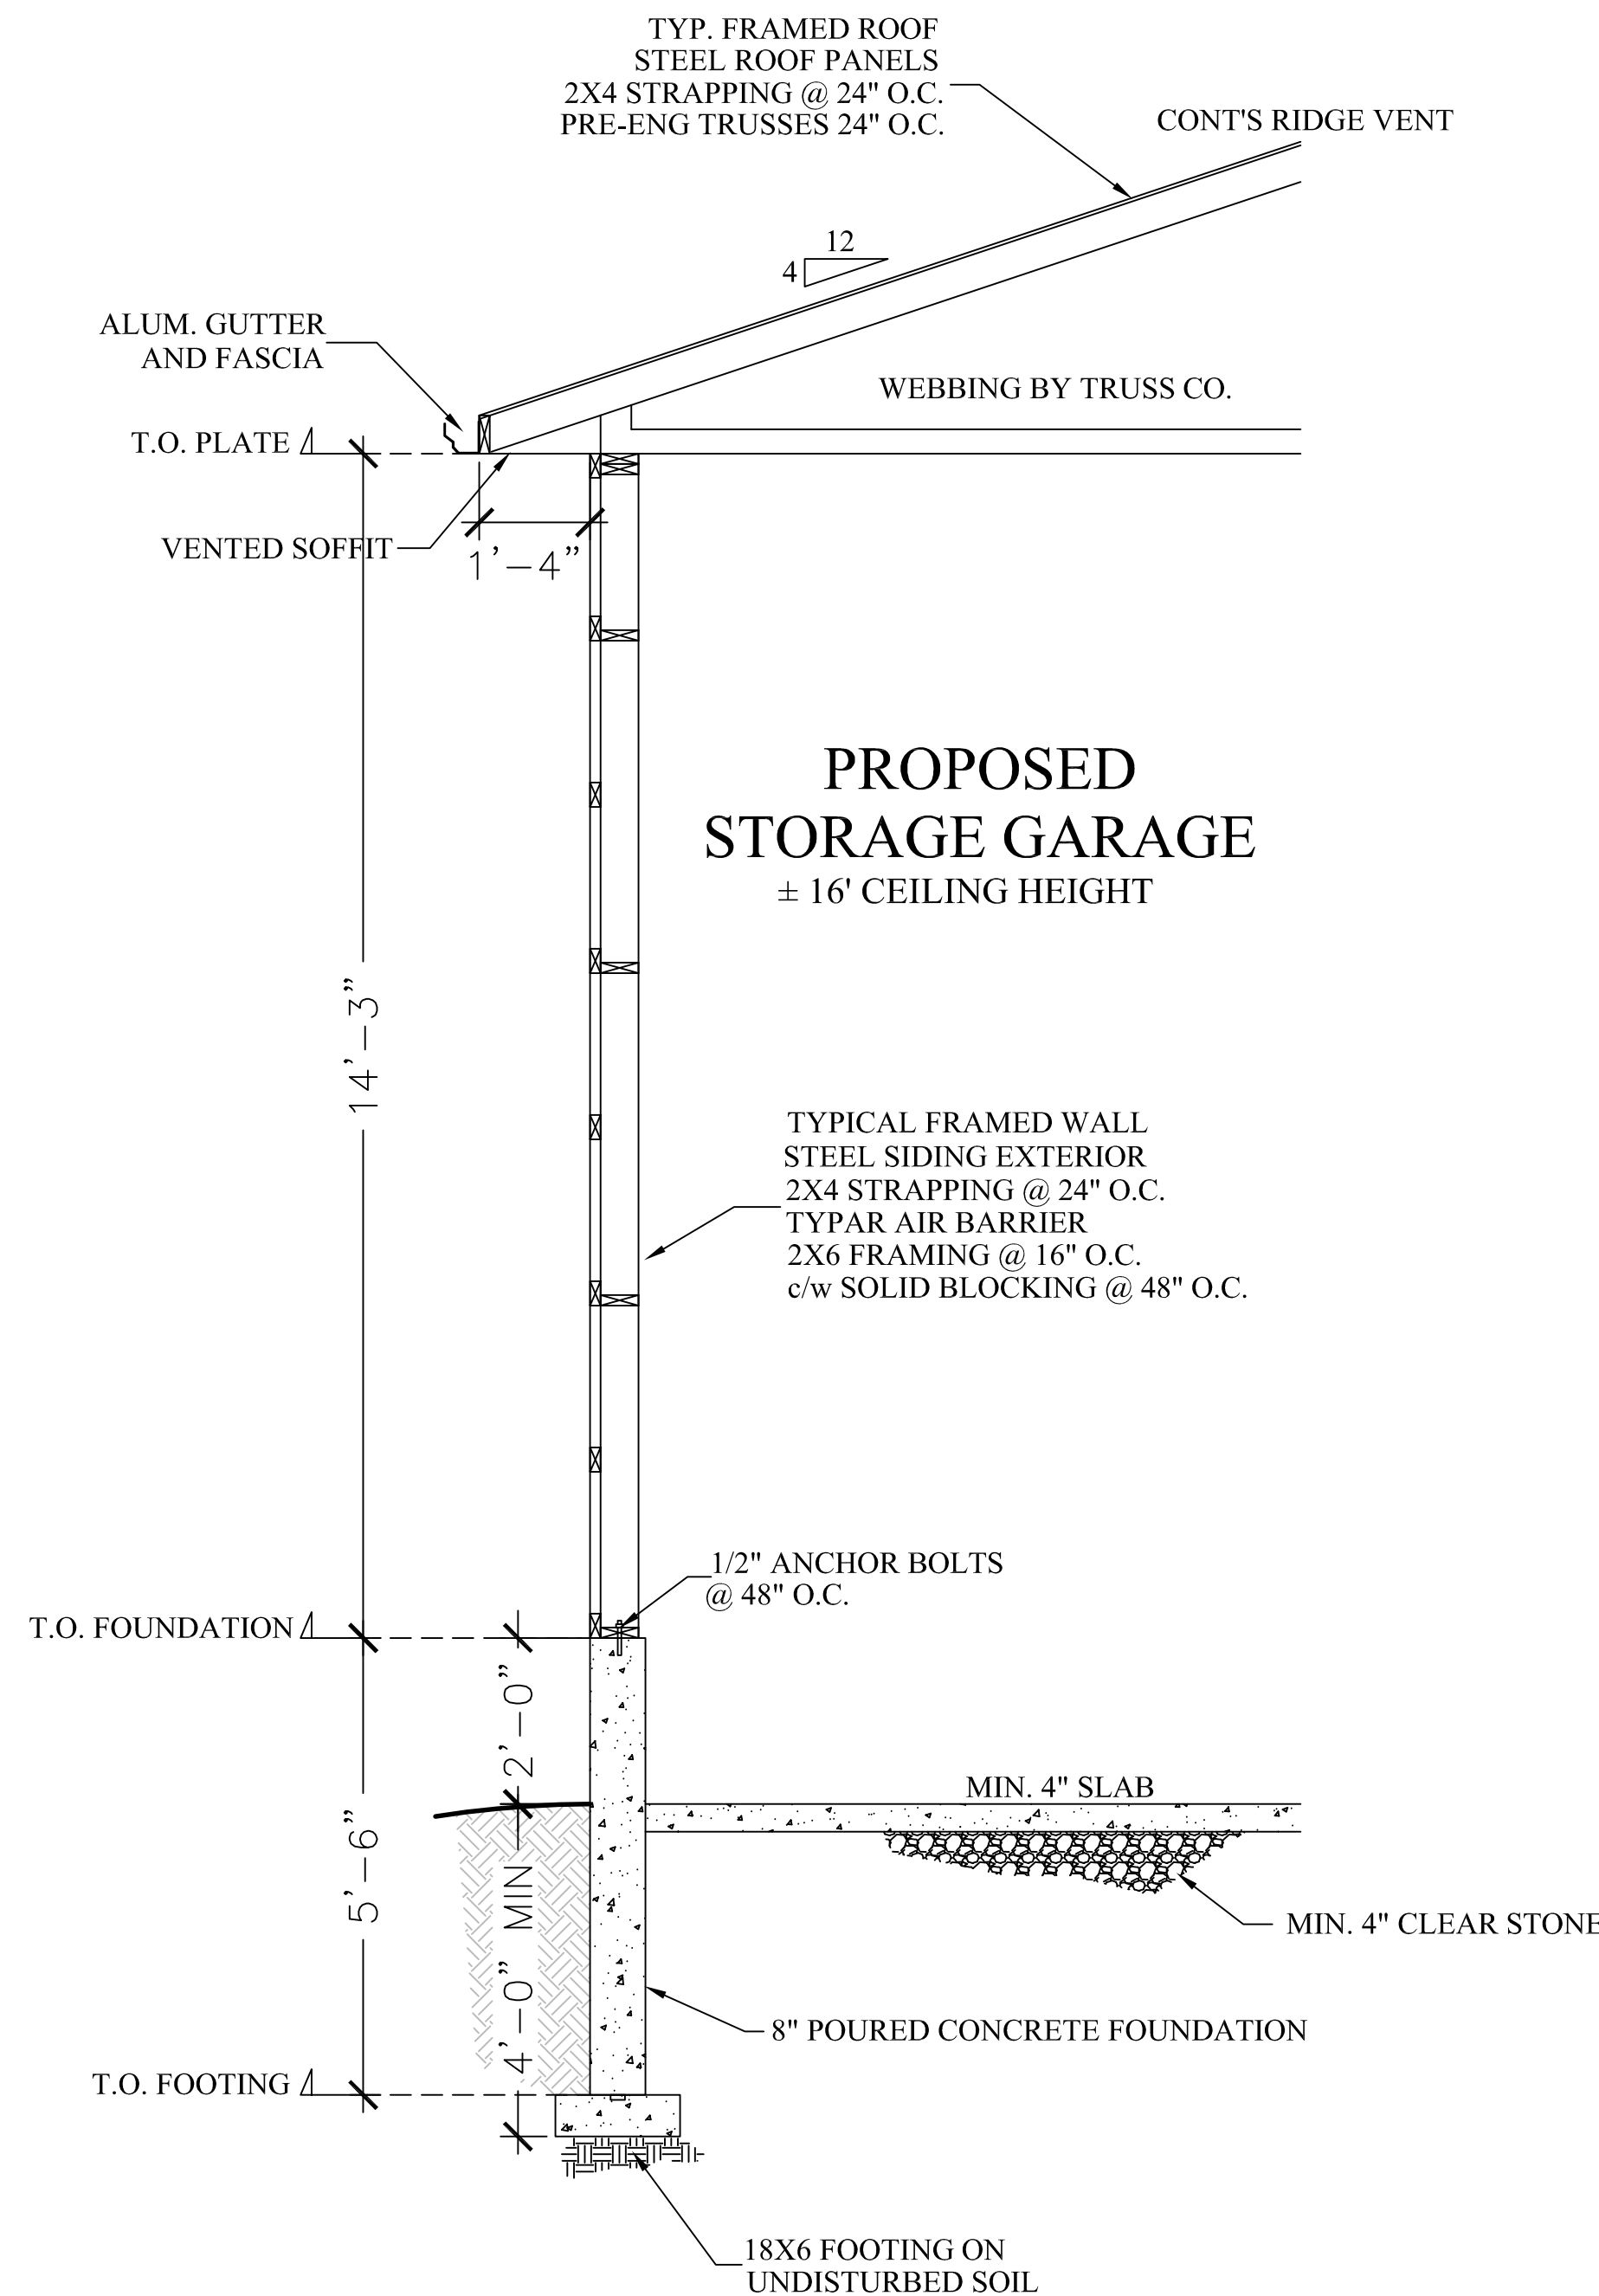 TYP. FRAMED ROOF
STEEL ROOF PANELS
2X4 STRAPPING @ 24" O.C.
PRE-ENG TRUSSES 24" O.C.
CONT'S RIDGE VENT
12
4
ALUM. GUTTER
AND FASCIA
WEBBING BY TRUSS CO.
T.O. PLATE
VENTED SOFFIT
1'-4"
PROPOSED
STORAGE GARAGE
± 16' CEILING HEIGHT
14'-3"
TYPICAL FRAMED WALL
STEEL SIDING EXTERIOR
2X4 STRAPPING @ 24" O.C.
TYPAR AIR BARRIER
2X6 FRAMING @ 16" O.C.
c/w SOLID BLOCKING @ 48" O.C.
1/2" ANCHOR BOLTS
@ 48" O.C.
T.O. FOUNDATION
2'-0"
MIN. 4" SLAB
5'-6"
4'-0" MIN
MIN. 4" CLEAR STONE
8" POURED CONCRETE FOUNDATION
T.O. FOOTING
18X6 FOOTING ON
UNDISTURBED SOIL